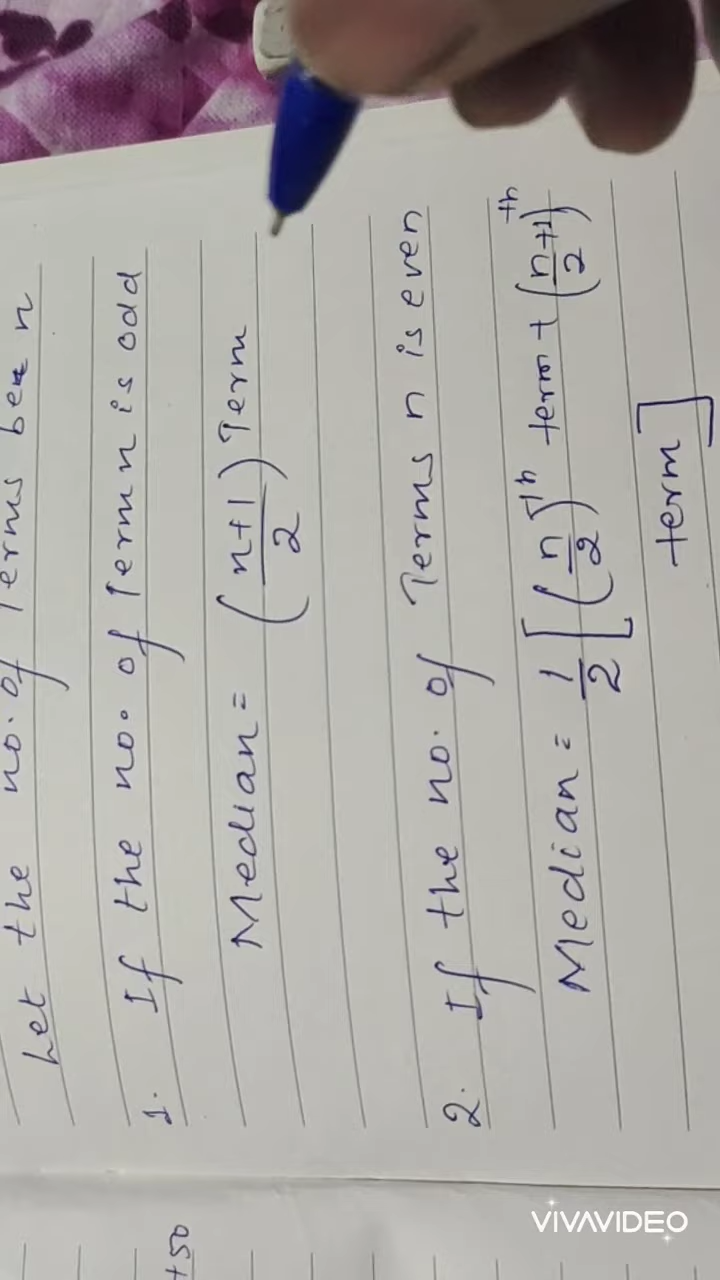 Let the no. of Terms be n
1. If the no. of Term n is odd
Median = (n+1/2) Term
2. If the no. of Terms n is even
Median = 1/2 [(n/2)th term + (n+1/2)th
term]
+50
VIVAVIDEO